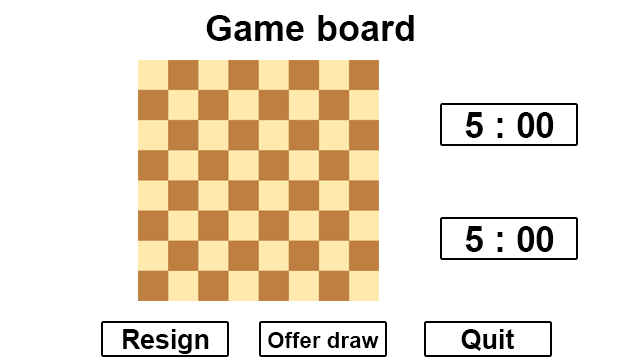 Game board
5 : 00
5 : 00
Resign
Offer draw
Quit